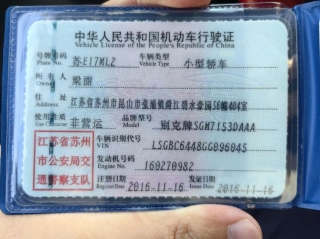 中华人民共和国机动车行驶证
Vehicle License of the People's Republic of China
号牌号码 苏E17ML2 车辆类型 小型轿车
Plate No. Vehicle Type
所有人 梁
Owner
住址 江苏省苏州市昆山市张浦镇 江碧水豪园56幢404室
Address
使用性质 非营运 品牌型号 别克牌SGM7153DAAA
Use Character Model
江苏省苏州市公安局交通警察支队
车辆识别代号 LSGBC6448GG096045
VIN
发动机号码 160270982
Engine No.
注册日期 2016-11-16 发证日期 2016-11-16
Register Date Issue Date